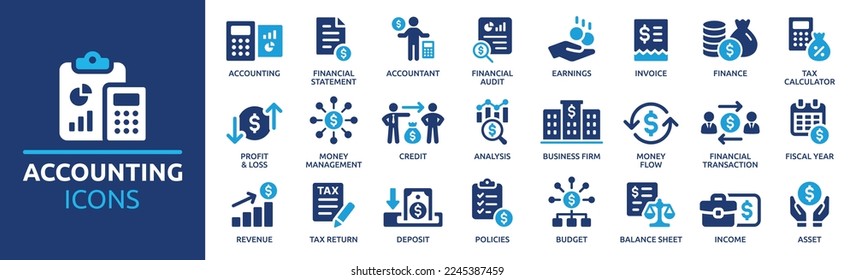 ACCOUNTING
ICONS
ACCOUNTING
FINANCIAL
STATEMENT
ACCOUNTANT
FINANCIAL
AUDIT
EARNINGS
INVOICE
FINANCE
TAX
CALCULATOR
PROFIT
& LOSS
MONEY
MANAGEMENT
CREDIT
ANALYSIS
BUSINESS FIRM
MONEY
FLOW
FINANCIAL
TRANSACTION
FISCAL YEAR
REVENUE
TAX
TAX RETURN
DEPOSIT
POLICIES
BUDGET
BALANCE SHEET
INCOME
ASSET
shutterstock.com · 2245387459